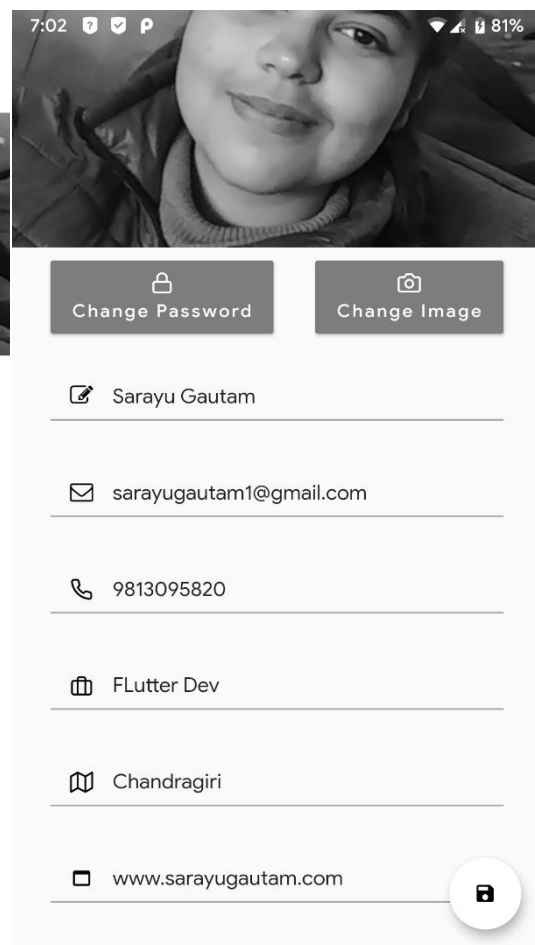 7:02 81%
Change Password
Change Image
Sarayu Gautam
sarayugautam1@gmail.com
9813095820
FLutter Dev
Chandragiri
www.sarayugautam.com